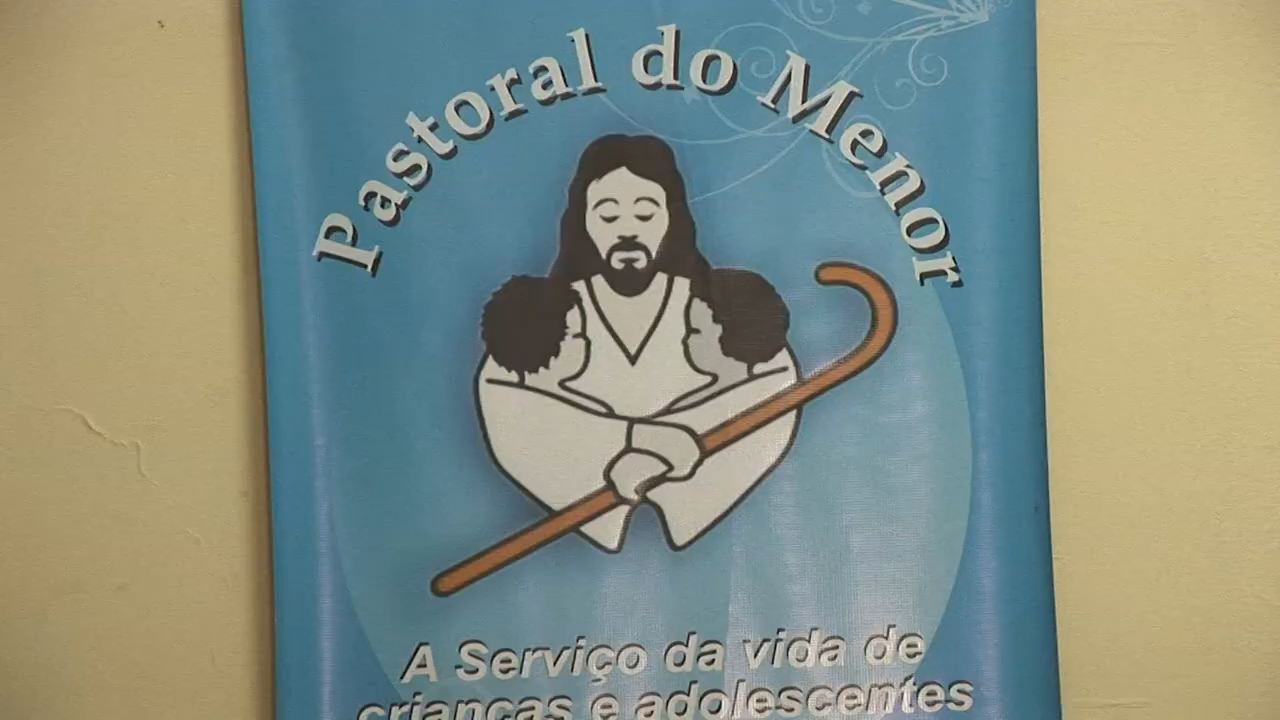 Pastoral do Menor
A Serviço da vida de
crianças e adolescentes